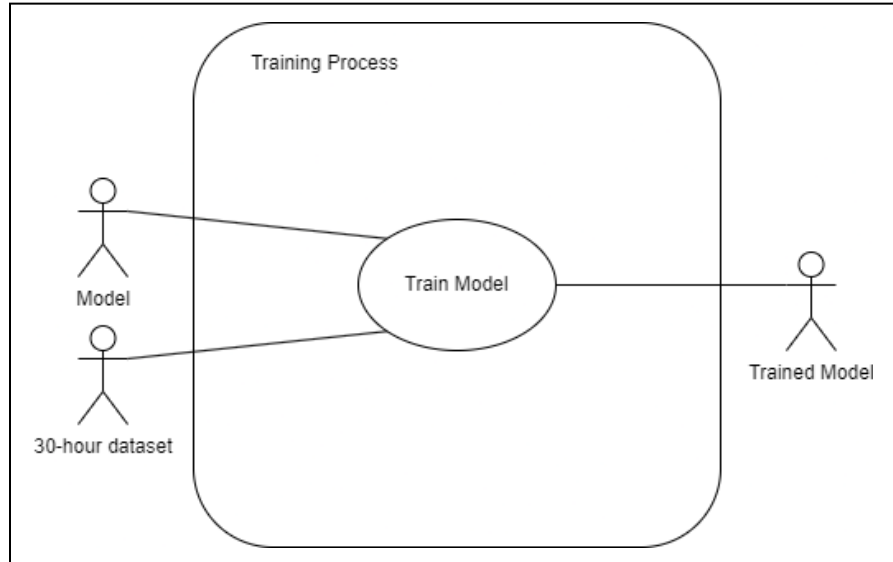 Training Process
Model
Train Model
30-hour dataset
Trained Model